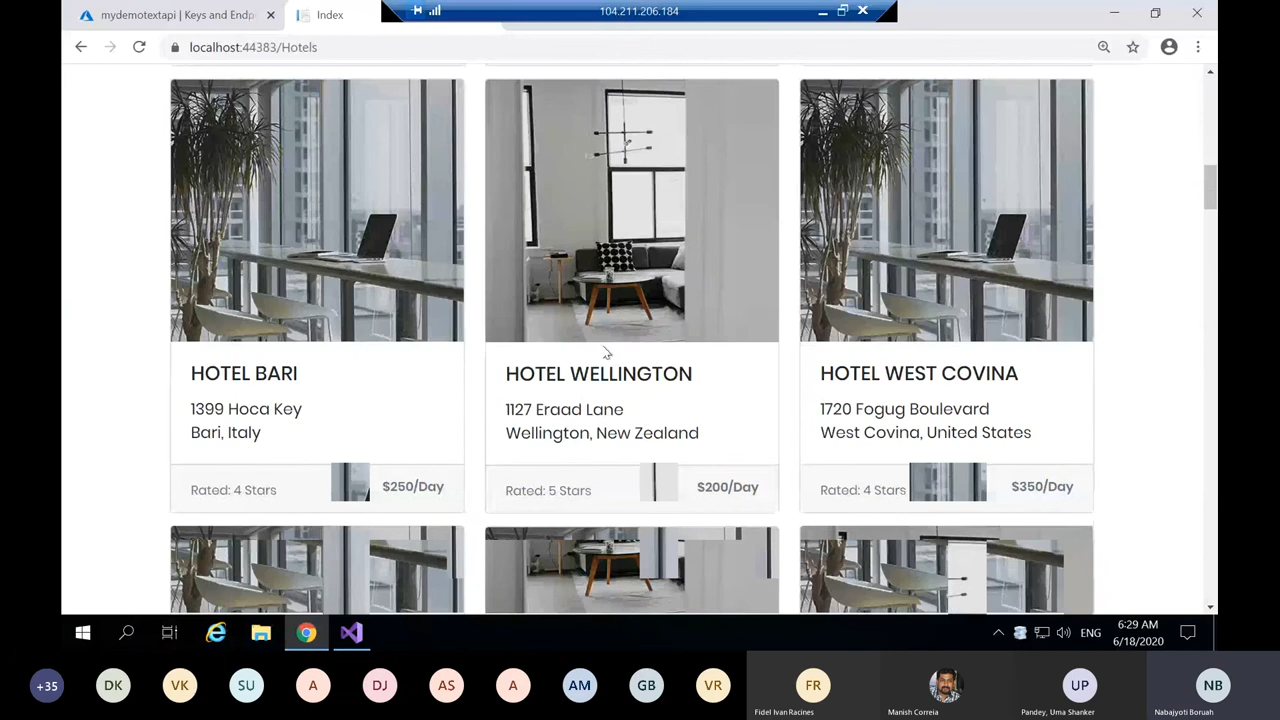 mydemotextapi | Keys and Endp
Index
104.211.206.184
localhost:44383/Hotels
HOTEL BARI
1399 Hoca Key
Bari, Italy
Rated: 4 Stars
$250/Day
HOTEL WELLINGTON
1127 Eraad Lane
Wellington, New Zealand
Rated: 5 Stars
$200/Day
HOTEL WEST COVINA
1720 Fogug Boulevard
West Covina, United States
Rated: 4 Stars
$350/Day
ENG
6:29 AM
6/18/2020
+35
DK
VK
SU
A
DJ
AS
A
AM
GB
VR
FR
Fidel Ivan Racines
Manish Correia
UP
Pandey, Uma Shanker
NB
Nabajyoti Boruah